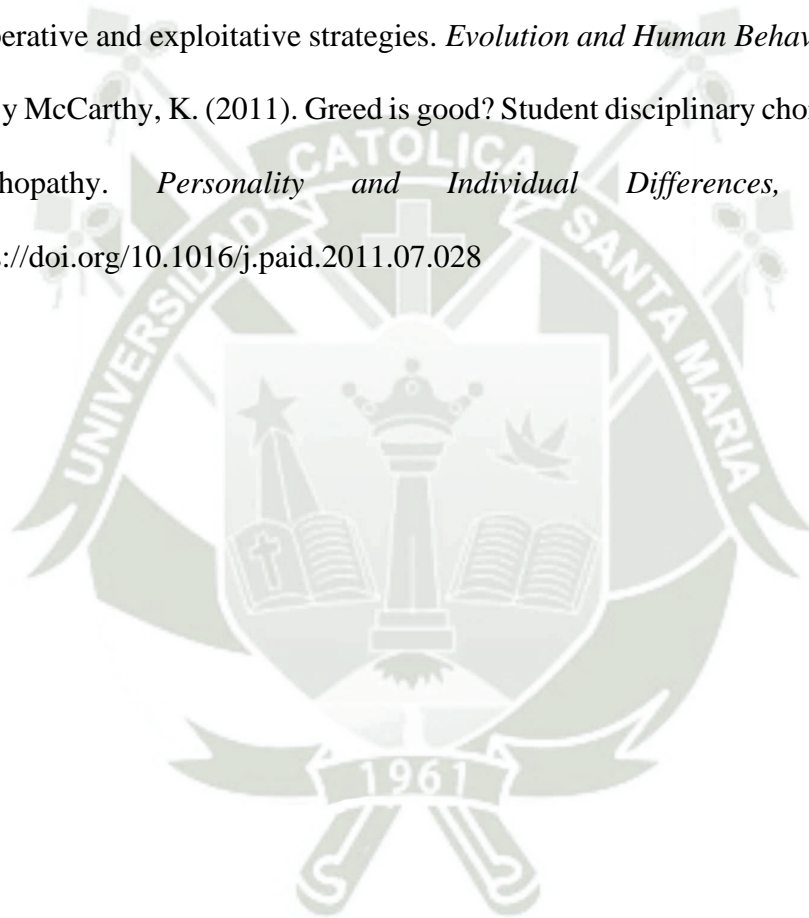 perative and exploitative strategies. Evolution and Human Behav
y McCarthy, K. (2011). Greed is good? Student disciplinary choi
hopathy. Personality and Individual Differences,
://doi.org/10.1016/j.paid.2011.07.028
UNIVERSIDAD CATOLICA SANTA MARIA
1961